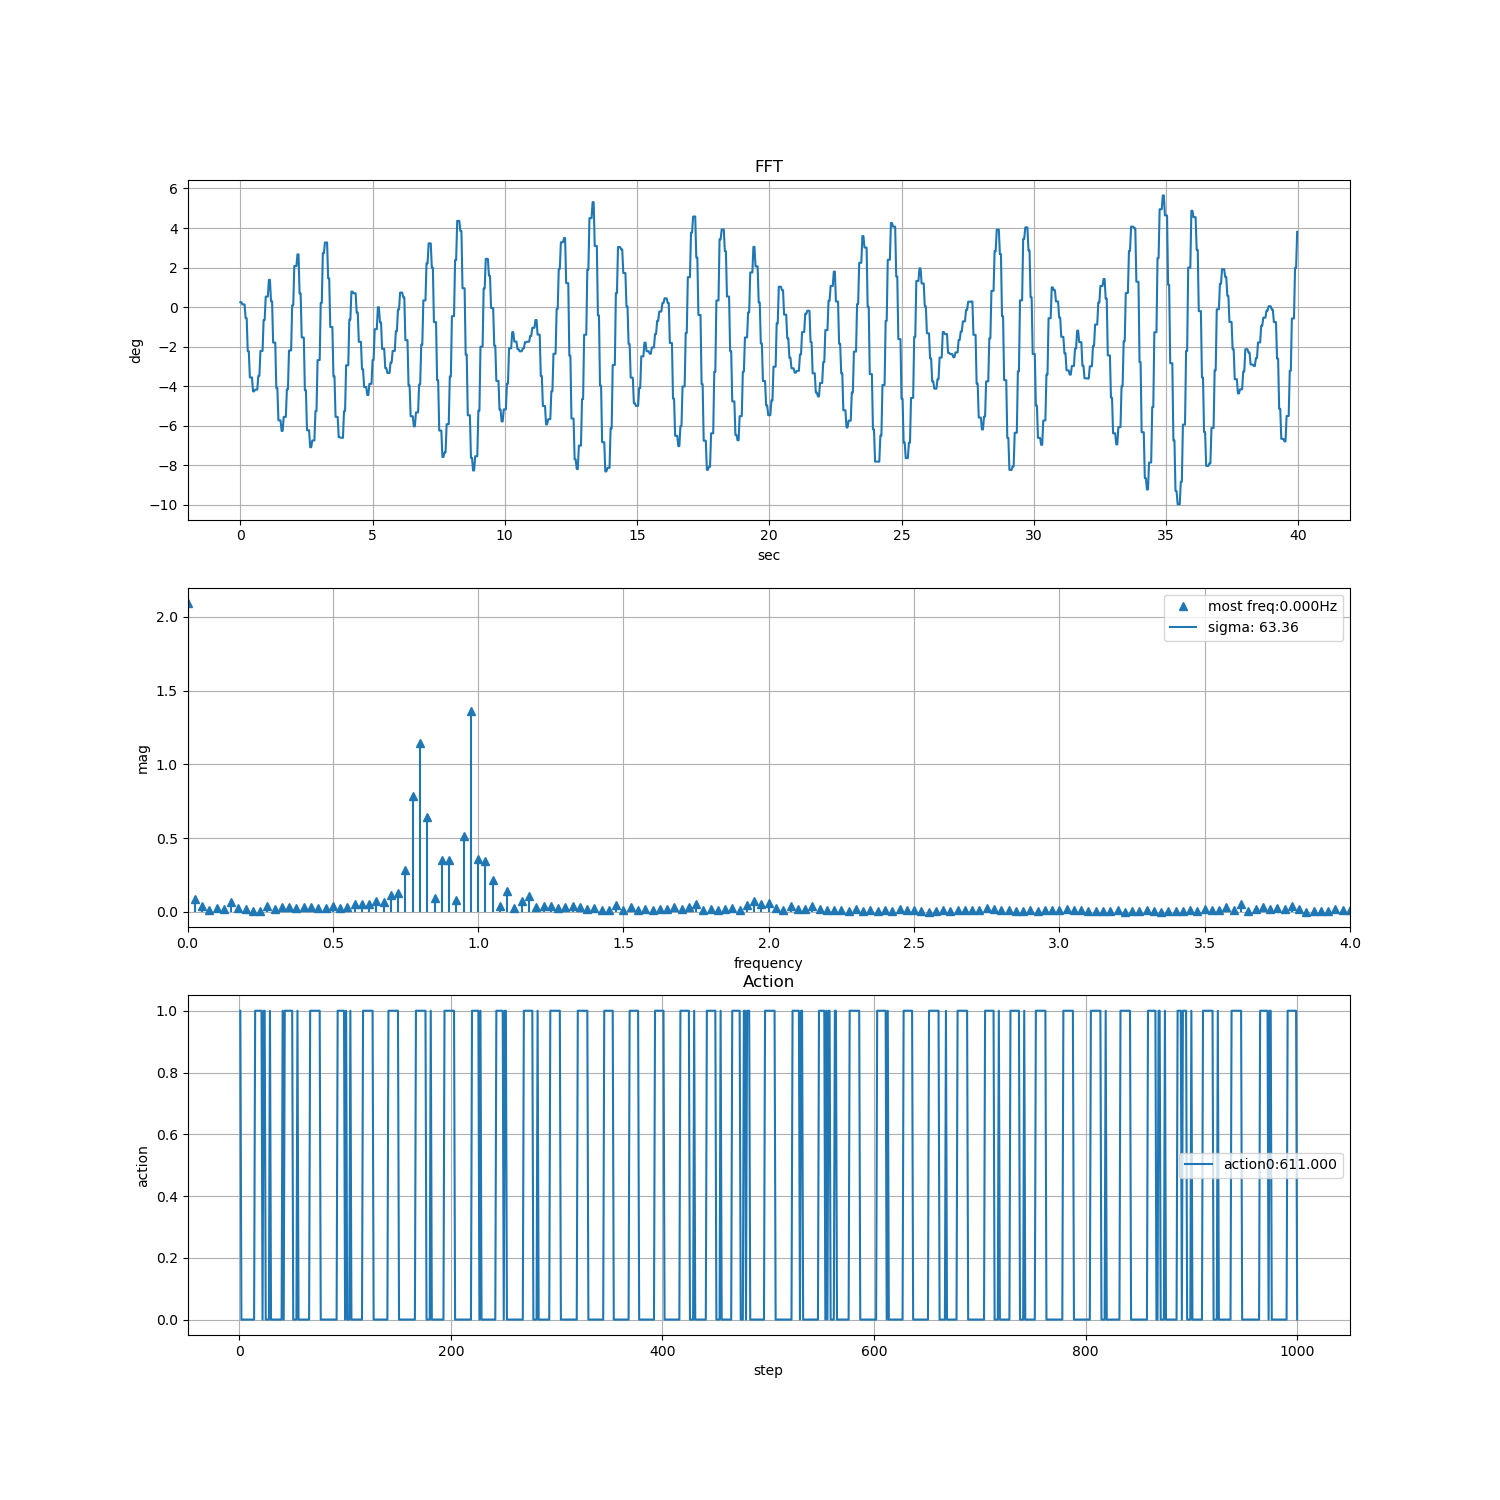 FFT
6
4
2
0
−2
−4
−6
−8
−10
deg
0 5 10 15 20 25 30 35 40
sec
most freq:0.000Hz
sigma: 63.36
2.0
1.5
1.0
0.5
0.0
mag
0.0 0.5 1.0 1.5 2.0 2.5 3.0 3.5 4.0
frequency
Action
1.0
0.8
0.6
0.4
0.2
0.0
action
action0:611.000
0 200 400 600 800 1000
step